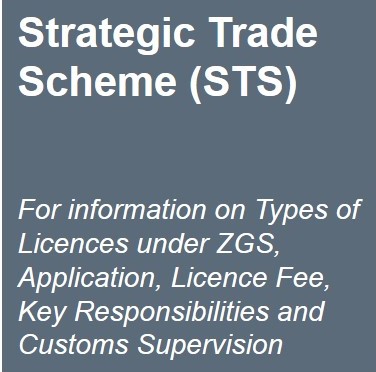 Strategic Trade
Scheme (STS)
For information on Types of
Licences under ZGS,
Application, Licence Fee,
Key Responsibilities and
Customs Supervision